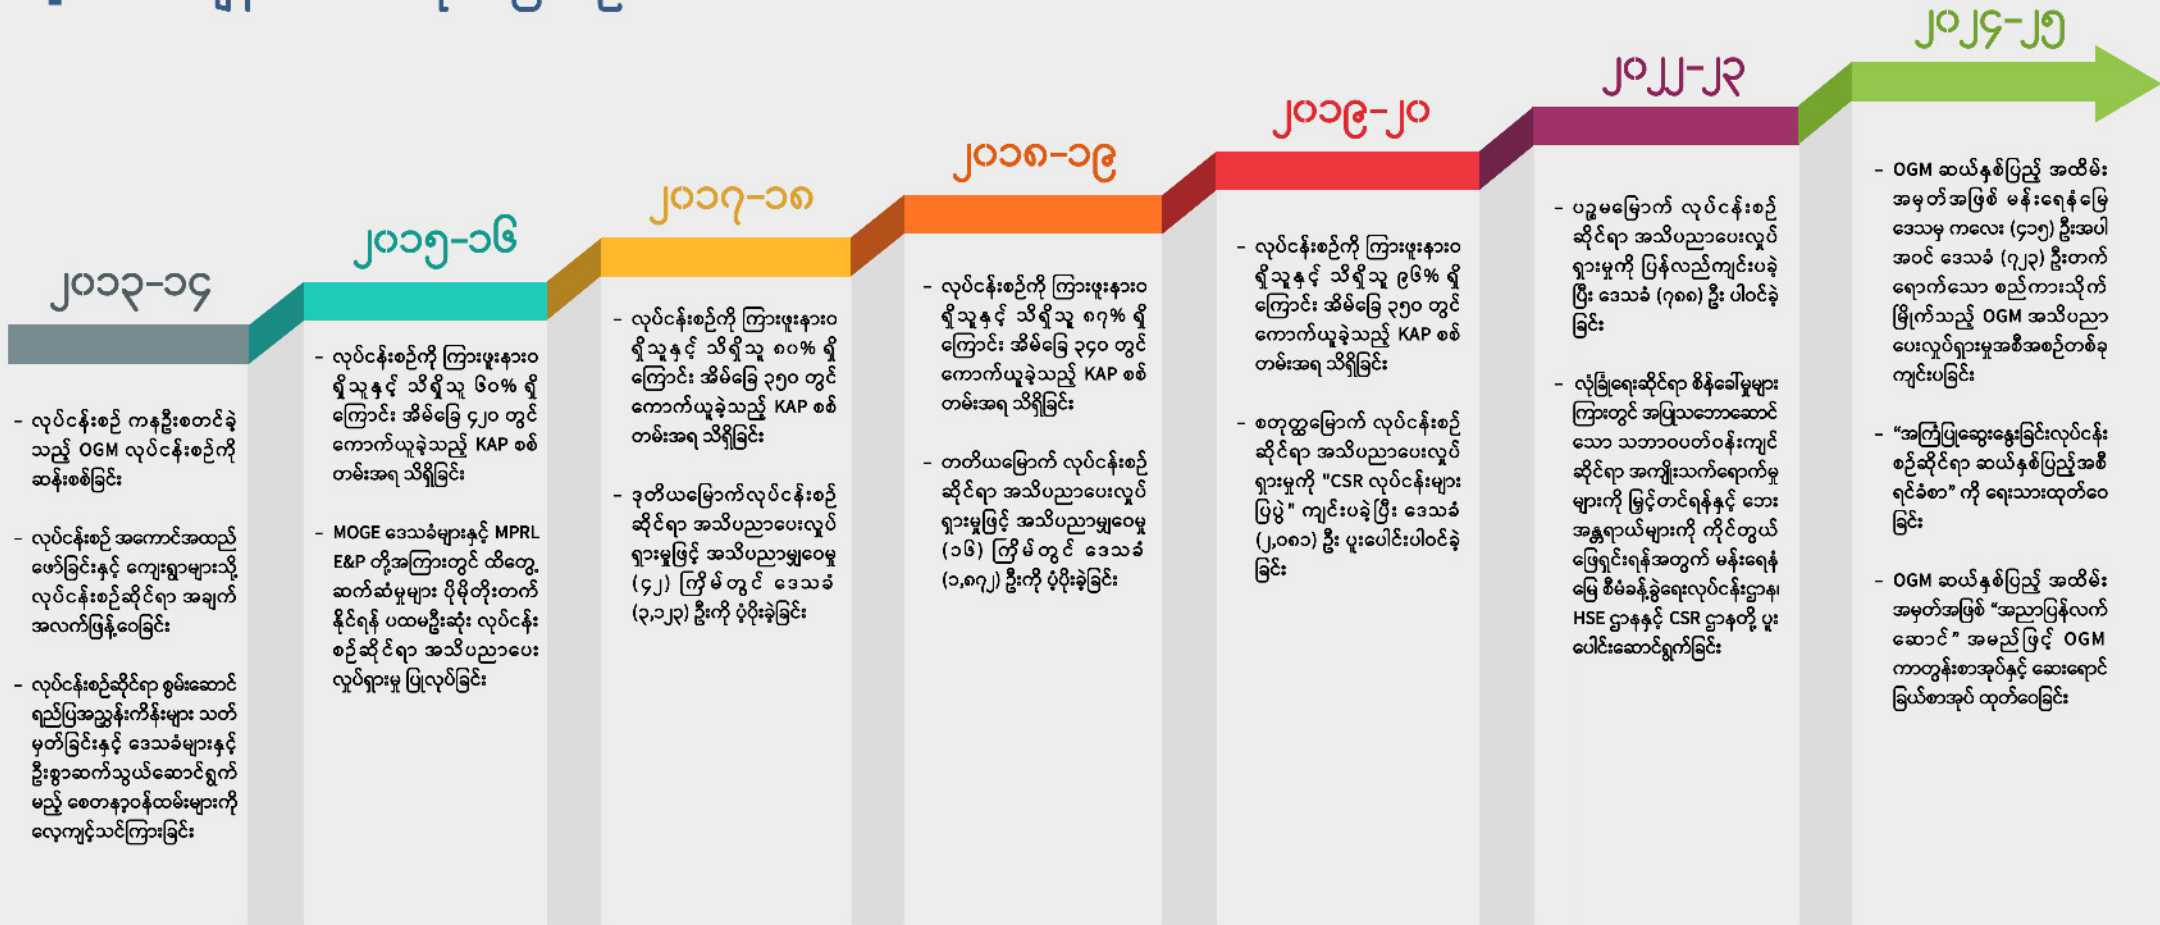 ၂၀၁၃-၁၄
– လုပ်ငန်းစဉ် ကနဦးစတင်ခဲ့
သည့် OGM လုပ်ငန်းစဉ်ကို
ဆန်းစစ်ခြင်း
– လုပ်ငန်းစဉ် အကောင်အထည်
ဖော်ခြင်းနှင့် ကျေးရွာများသို့
လုပ်ငန်းစဉ်ဆိုင်ရာ အချက်
အလက်ဖြန့်ဝေခြင်း
– လုပ်ငန်းစဉ်ဆိုင်ရာ စွမ်းဆောင်
ရည်ပြအညွှန်းကိန်းများ သတ်
မှတ်ခြင်းနှင့် ဒေသခံများနှင့်
ဦးစွာဆက်သွယ်ဆောင်ရွက်
မည့် စေတနာ့ဝန်ထမ်းများကို
လေ့ကျင့်သင်ကြားခြင်း
၂၀၁၅-၁၆
– လုပ်ငန်းစဉ်ကို ကြားဖူးနားဝ
ရှိသူနှင့် သိရှိသူ ၆၀% ရှိ
ကြောင်း အိမ်ခြေ ၄၂၀ တွင်
ကောက်ယူခဲ့သည့် KAP စစ်
တမ်းအရ သိရှိခြင်း
– MOGE ဒေသခံများနှင့် MPRL
E&P တို့အကြားတွင် ထိတွေ့
ဆက်ဆံမှုများ ပိုမိုတိုးတက်
နိုင်ရန် ပထမဦးဆုံး လုပ်ငန်း
စဉ်ဆိုင်ရာ အသိပညာပေး
လှုပ်ရှားမှု ပြုလုပ်ခြင်း
၂၀၁၇-၁၈
– လုပ်ငန်းစဉ်ကို ကြားဖူးနားဝ
ရှိသူနှင့် သိရှိသူ ၈၀% ရှိ
ကြောင်း အိမ်ခြေ ၃၅၀ တွင်
ကောက်ယူခဲ့သည့် KAP စစ်
တမ်းအရ သိရှိခြင်း
– ဒုတိယမြောက်လုပ်ငန်းစဉ်
ဆိုင်ရာ အသိပညာပေးလှုပ်
ရှားမှုဖြင့် အသိပညာမျှဝေမှု
(၄၂) ကြိမ်တွင် ဒေသခံ
(၃,၁၂၃) ဦးကို ပံ့ပိုးခဲ့ခြင်း
၂၀၁၈-၁၉
– လုပ်ငန်းစဉ်ကို ကြားဖူးနားဝ
ရှိသူနှင့် သိရှိသူ ၈၇% ရှိ
ကြောင်း အိမ်ခြေ ၃၄၀ တွင်
ကောက်ယူခဲ့သည့် KAP စစ်
တမ်းအရ သိရှိခြင်း
– တတိယမြောက် လုပ်ငန်းစဉ်
ဆိုင်ရာ အသိပညာပေးလှုပ်
ရှားမှုဖြင့် အသိပညာမျှဝေမှု
(၁၆) ကြိမ်တွင် ဒေသခံ
(၁,၈၇၂) ဦးကို ပံ့ပိုးခဲ့ခြင်း
၂၀၁၉-၂၀
– လုပ်ငန်းစဉ်ကို ကြားဖူးနားဝ
ရှိသူနှင့် သိရှိသူ ၉၆% ရှိ
ကြောင်း အိမ်ခြေ ၃၅၀ တွင်
ကောက်ယူခဲ့သည့် KAP စစ်
တမ်းအရ သိရှိခြင်း
– စတုတ္ထမြောက် လုပ်ငန်းစဉ်
ဆိုင်ရာ အသိပညာပေးလှုပ်
ရှားမှုကို "CSR လုပ်ငန်းများ
ပြပွဲ" ကျင်းပခဲ့ပြီး ဒေသခံ
(၂,၀၈၁) ဦး ပူးပေါင်းပါဝင်ခဲ့
ခြင်း
၂၀၂၂-၂၃
– ပဉ္စမမြောက် လုပ်ငန်းစဉ်
ဆိုင်ရာ အသိပညာပေးလှုပ်
ရှားမှုကို ပြန်လည်ကျင်းပခဲ့
ပြီး ဒေသခံ (၇၈၈) ဦး ပါဝင်ခဲ့
ခြင်း
– လုံခြုံရေးဆိုင်ရာ စိန်ခေါ်မှုများ
ကြားတွင် အပြုသဘောဆောင်
သော သဘာဝပတ်ဝန်းကျင်
ဆိုင်ရာ အကျိုးသက်ရောက်မှု
များကို မြှင့်တင်ရန်နှင့် ဘေး
အန္တရာယ်များကို ကိုင်တွယ်
ဖြေရှင်းရန်အတွက် မန်းရေနံ
မြေ စီမံခန့်ခွဲရေးလုပ်ငန်းဌာန၊
HSE ဌာနနှင့် CSR ဌာနတို့ ပူး
ပေါင်းဆောင်ရွက်ခြင်း
၂၀၂၄-၂၅
– OGM ဆယ်နှစ်ပြည့် အထိမ်း
အမှတ်အဖြစ် မန်းရေနံမြေ
ဒေသမှ ကလေး (၄၁၅) ဦးအပါ
အဝင် ဒေသခံ (၇၂၃) ဦးတက်
ရောက်သော စည်ကားသိုက်
မြိုက်သည့် OGM အသိပညာ
ပေးလှုပ်ရှားမှုအစီအစဉ်တစ်ခု
ကျင်းပခြင်း
– “အကြံပြုဆွေးနွေးခြင်းလုပ်ငန်း
စဉ်ဆိုင်ရာ ဆယ်နှစ်ပြည့်အစီ
ရင်ခံစာ” ကို ရေးသားထုတ်ဝေ
ခြင်း
– OGM ဆယ်နှစ်ပြည့် အထိမ်း
အမှတ်အဖြစ် “အညာပြန်လက်
ဆောင်” အမည်ဖြင့် OGM
ကာတွန်းစာအုပ်နှင့် ဆေးရောင်
ခြယ်စာအုပ် ထုတ်ဝေခြင်း